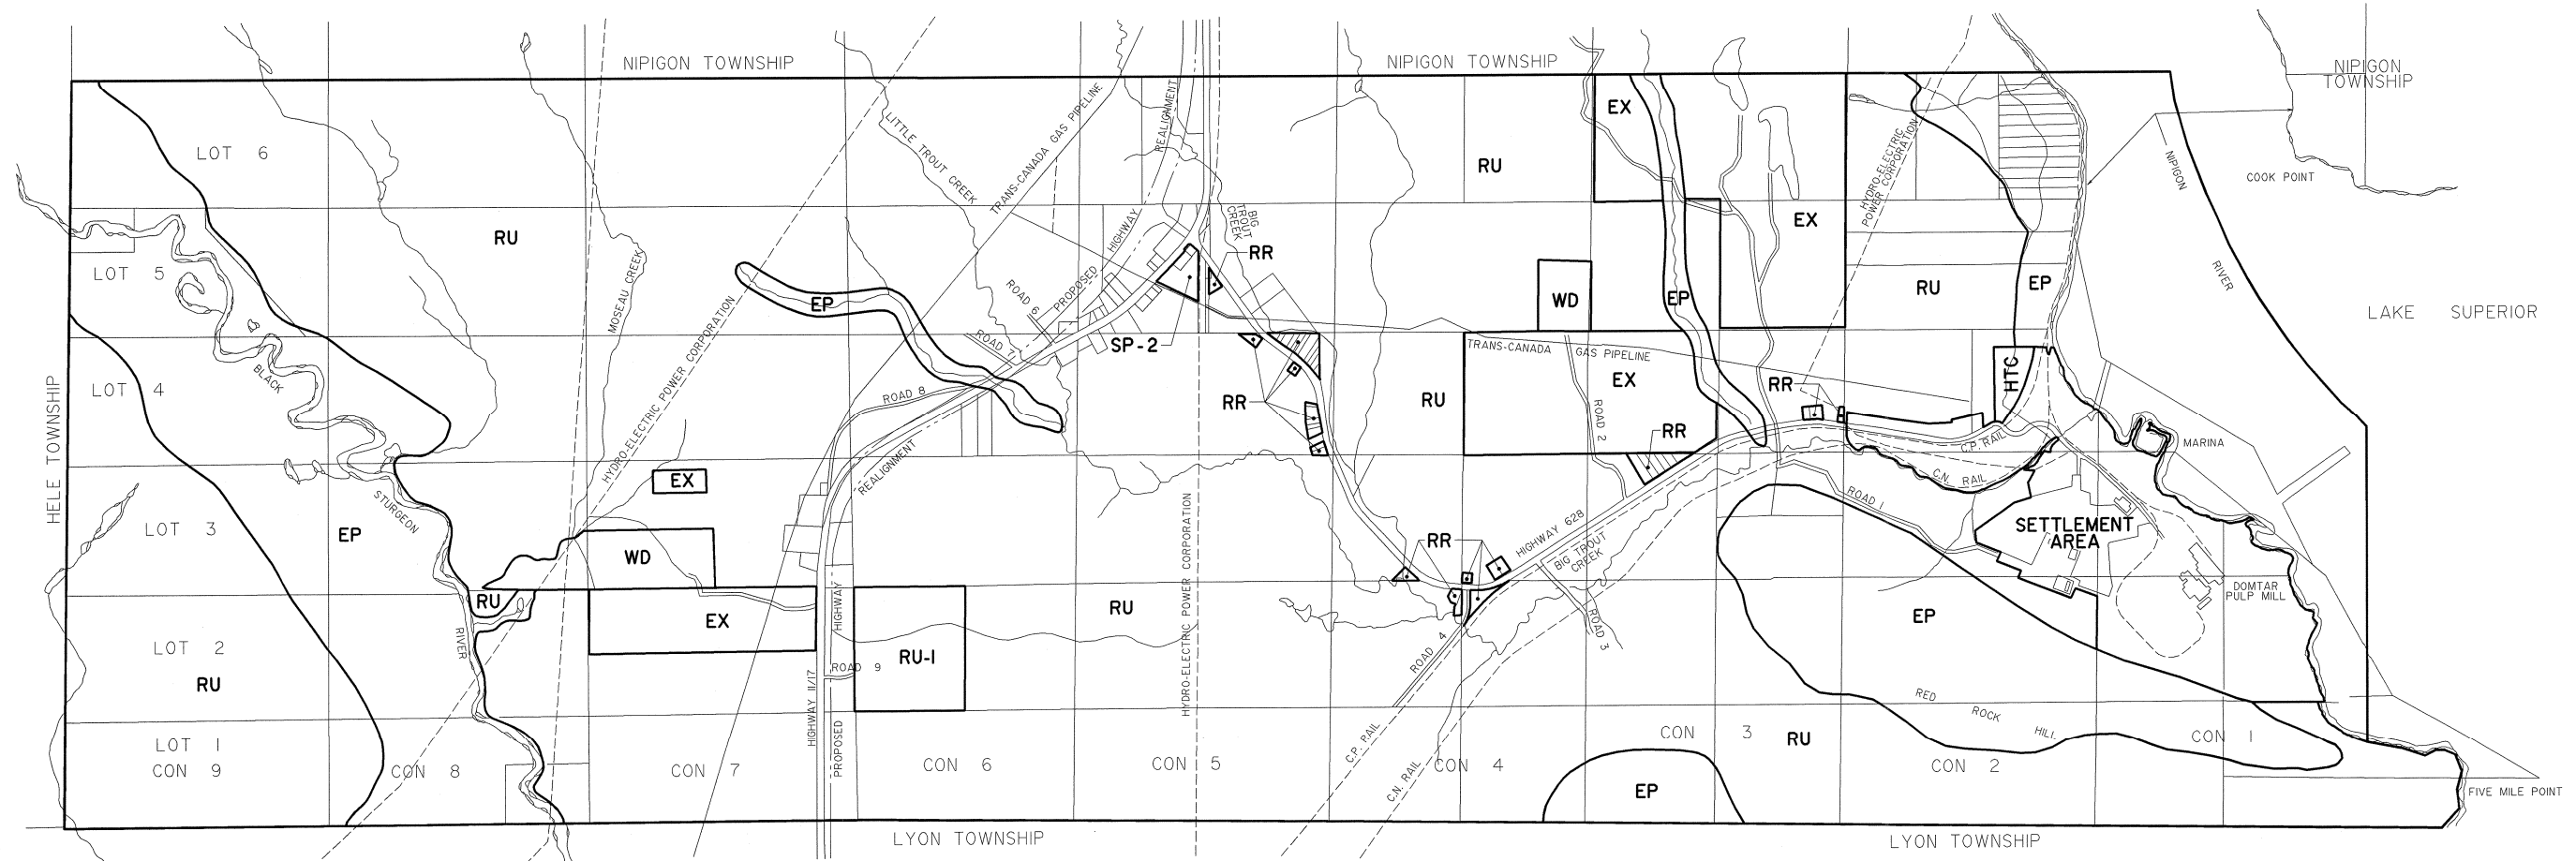 NIPIGON TOWNSHIP
NIPIGON TOWNSHIP
NIPIGON
TOWNSHIP
LOT 6
LITTLE TROUT CREEK
TRANS-CANADA GAS PIPELINE
REALIGNMENT
EX
RU
HYDRO-ELECTRIC
POWER CORPORATION
NIPIGON
RIVER
COOK POINT
LAKE SUPERIOR
RU
LOT 5
MOSEAU CREEK
HYDRO-ELECTRIC POWER CORPORATION
EP
ROAD 6
PROPOSED
HIGHWAY
BIG
TROUT
CREEK
RR
EX
WD
EP
RU
EP
SP-2
ROAD 7
ROAD 8
REALIGNMENT
TRANS-CANADA GAS PIPELINE
HTC
HELE TOWNSHIP
LOT 4
BLACK
STURGEON
RIVER
RR
RU
EX
ROAD 2
RR
RR
C.P. RAIL
C.N. RAIL
MARINA
EX
LOT 3
EP
WD
HYDRO-ELECTRIC POWER CORPORATION
RR
HIGHWAY 628
BIG TROUT
CREEK
ROAD 1
SETTLEMENT
AREA
DOMTAR
PULP MILL
RU
EX
HIGHWAY
RU
EP
LOT 2
RU
ROAD 9
RU-1
ROAD 4
ROAD 3
RED ROCK HILL
HIGHWAY 11/17
PROPOSED
C.P. RAIL
C.N. RAIL
LOT 1
CON 9
CON 8
CON 7
CON 6
CON 5
CON 4
CON 3
RU
CON 2
CON 1
EP
FIVE MILE POINT
LYON TOWNSHIP
LYON TOWNSHIP